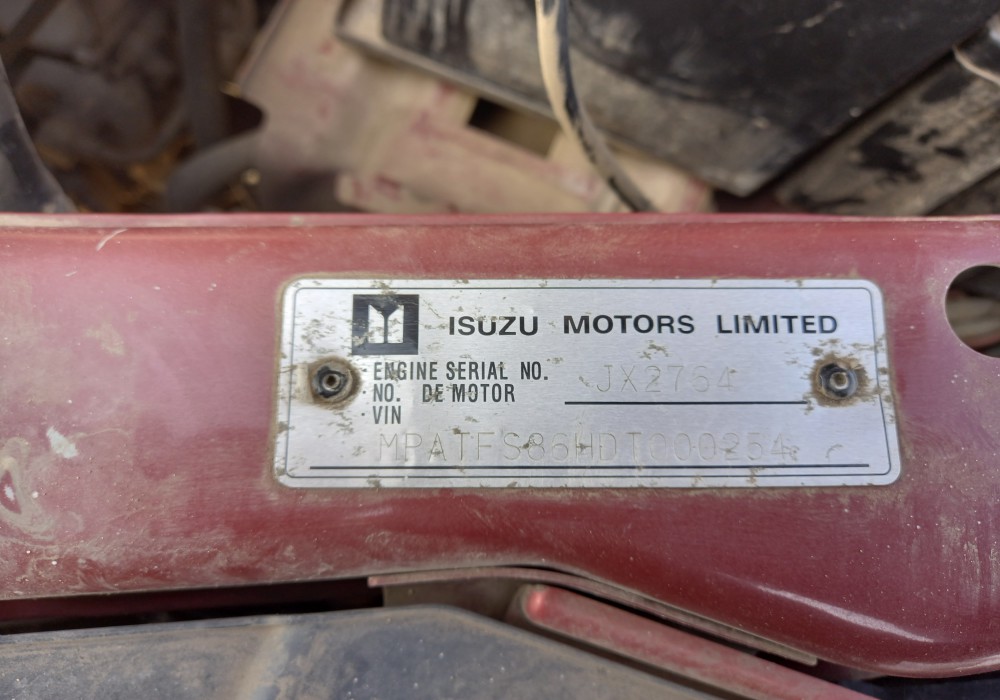 ISUZU MOTORS LIMITED
ENGINE SERIAL NO.
NO. DE MOTOR
JX2764
VIN
MPATFS86HDT000254